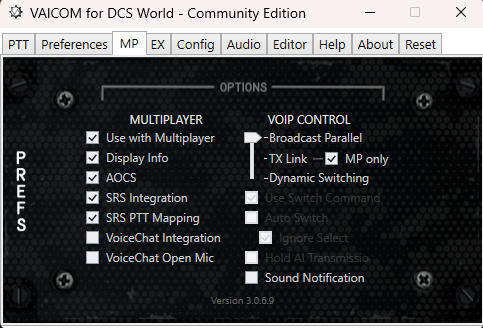 VAICOM for DCS World - Community Edition
PTT Preferences MP EX Config Audio Editor Help About Reset
OPTIONS
PREFS
MULTIPLAYER
Use with Multiplayer
Display Info
AOCS
SRS Integration
SRS PTT Mapping
VoiceChat Integration
VoiceChat Open Mic
VOIP CONTROL
-Broadcast Parallel
-TX Link — MP only
-Dynamic Switching
Use Switch Command
Auto Switch
Ignore Select
Hold AI Transmissio
Sound Notification
Version 3.0.6.9